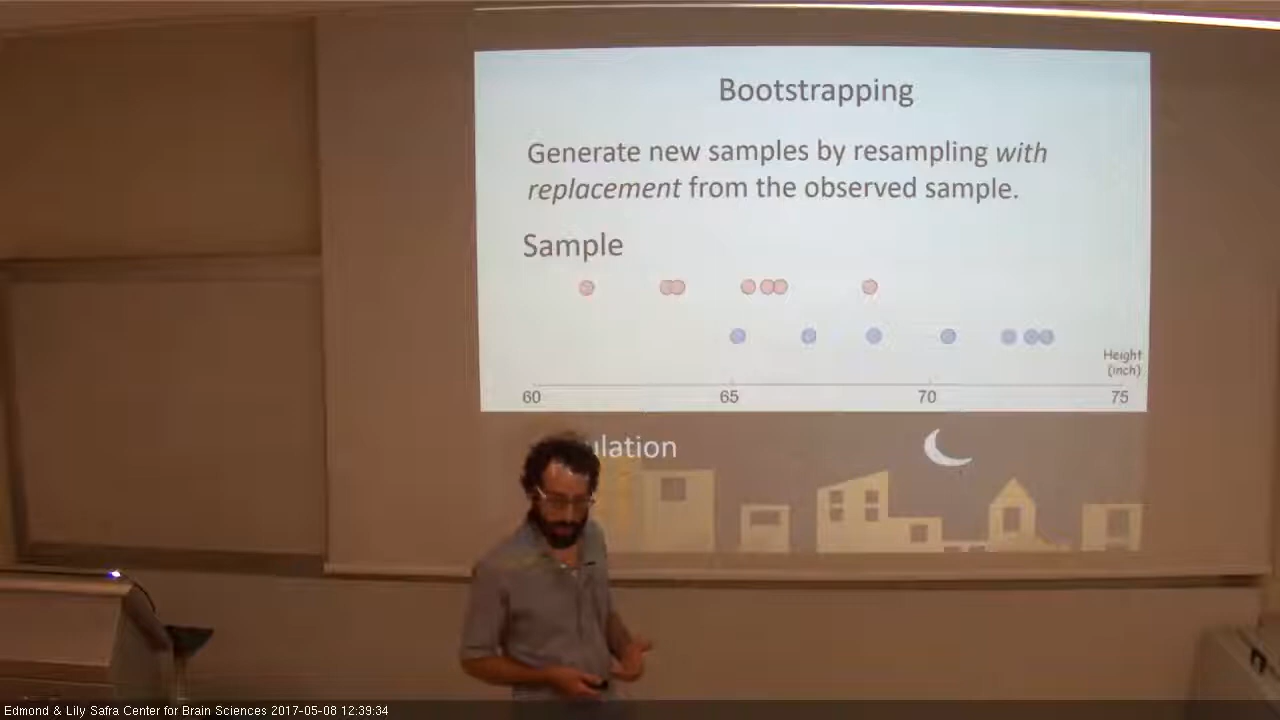 Bootstrapping
Generate new samples by resampling with
replacement from the observed sample.
Sample
Height
(inch)
60 65 70 75
ulation
Edmond & Lily Safra Center for Brain Sciences 2017-05-08 12:39:34